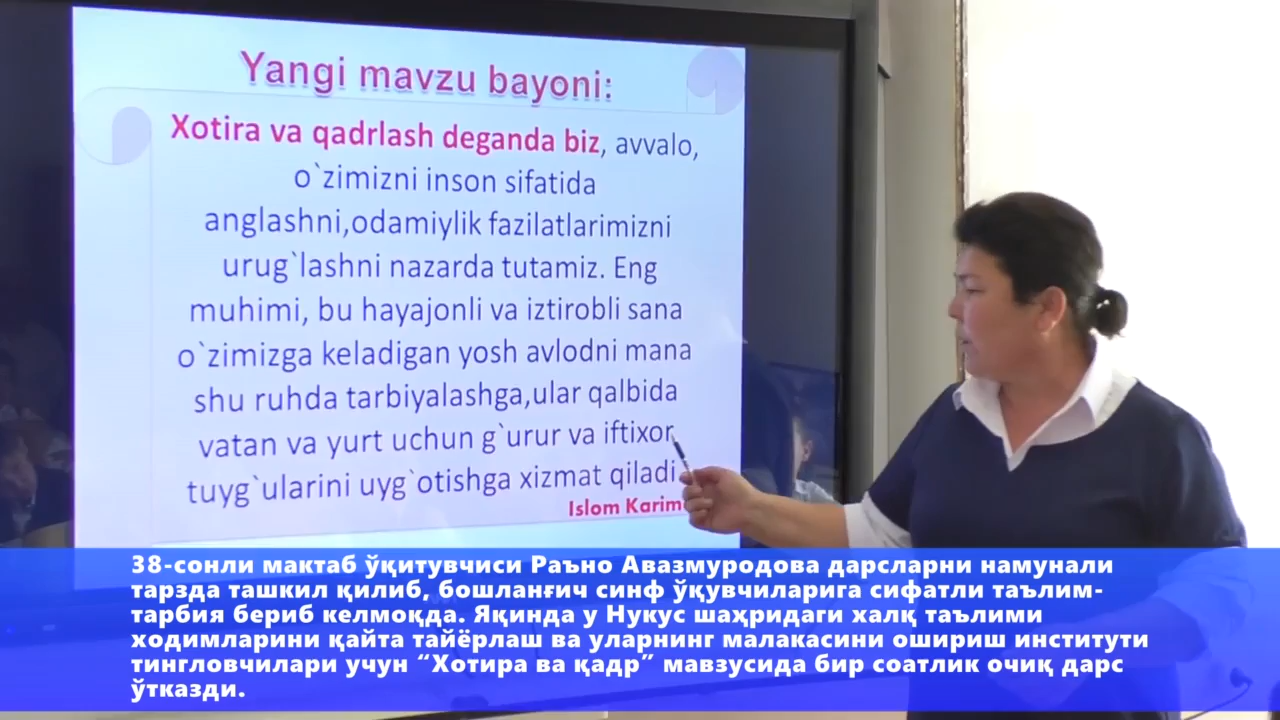 Yangi mavzu bayoni:
Xotira va qadrlash deganda biz, avvalo,
o`zimizni inson sifatida
anglashni,odamiylik fazilatlarimizni
urug`lashni nazarda tutamiz. Eng
muhimi, bu hayajonli va iztirobli sana
o`zimizga keladigan yosh avlodni mana
shu ruhda tarbiyalashga,ular qalbida
vatan va yurt uchun g`urur va iftixor
tuyg`ularini uyg`otishga xizmat qiladi.
Islom
38-сонли мактаб ўқитувчиси Раъно Авазмуродова дарсларни намунали
тарзда ташкил қилиб, бошланғич синф ўқувчиларига сифатли таълим-
тарбия бериб келмоқда. Яқинда у Нукус шаҳридаги халқ таълими
ходимларини қайта тайёрлаш ва уларнинг малакасини ошириш институти
тингловчилари учун “Хотира ва қадр” мавзусида бир соатлик очиқ дарс
ўтказди.